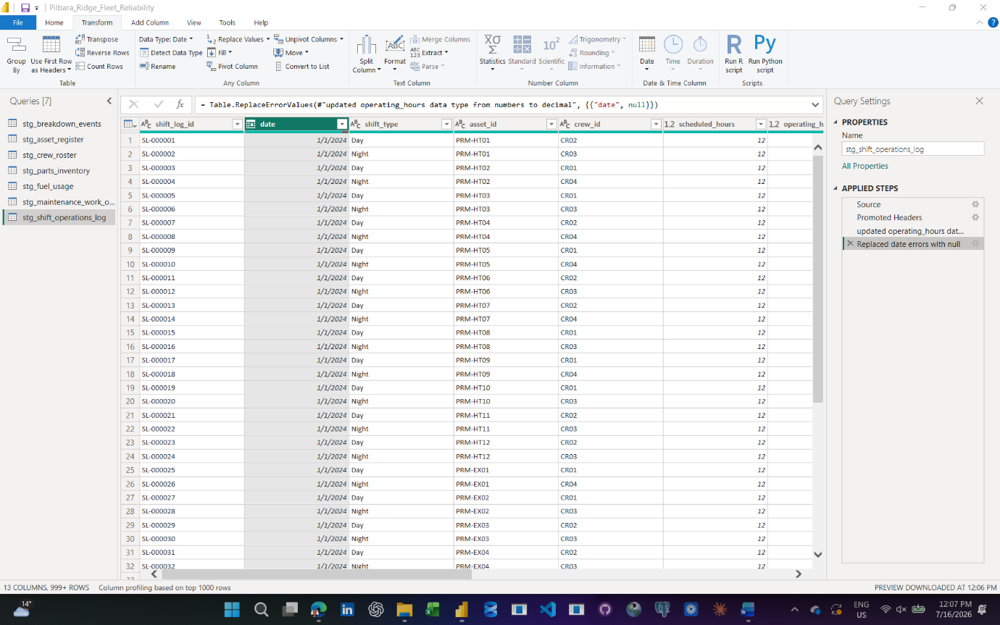 Pilbara_Ridge_Fleet_Reliability
File Home Transform Add Column View Tools Help
Group By
Use First Row as Headers
Transpose
Reverse Rows
Count Rows
Table
Data Type: Date
Detect Data Type
Rename
Replace Values
Fill
Pivot Column
Unpivot Columns
Move
Convert to List
Any Column
Split Column
Format
ABC
Merge Columns
ABC 123 Extract
abc Parse
Text Column
XΣ Statistics
Standard
10² Scientific
Trigonometry
.00 Rounding
Information
Number Column
Date
Time
Duration
Date & Time Column
R Run R script
Py Run Python script
Scripts
Queries [7]
stg_breakdown_events
stg_asset_register
stg_crew_roster
stg_parts_inventory
stg_fuel_usage
stg_maintenance_work_o...
stg_shift_operations_log
fx = Table.ReplaceErrorValues(#"updated operating_hours data type from numbers to decimal", {{"date", null}})
ABC shift_log_id date ABC shift_type ABC asset_id ABC crew_id 1.2 scheduled_hours 1.2 operating_h
1 SL-000001 1/1/2024 Day PRM-HT01 CR02 12
2 SL-000002 1/1/2024 Night PRM-HT01 CR03 12
3 SL-000003 1/1/2024 Day PRM-HT02 CR01 12
4 SL-000004 1/1/2024 Night PRM-HT02 CR04 12
5 SL-000005 1/1/2024 Day PRM-HT03 CR01 12
6 SL-000006 1/1/2024 Night PRM-HT03 CR03 12
7 SL-000007 1/1/2024 Day PRM-HT04 CR02 12
8 SL-000008 1/1/2024 Night PRM-HT04 CR04 12
9 SL-000009 1/1/2024 Day PRM-HT05 CR01 12
10 SL-000010 1/1/2024 Night PRM-HT05 CR04 12
11 SL-000011 1/1/2024 Day PRM-HT06 CR02 12
12 SL-000012 1/1/2024 Night PRM-HT06 CR03 12
13 SL-000013 1/1/2024 Day PRM-HT07 CR02 12
14 SL-000014 1/1/2024 Night PRM-HT07 CR04 12
15 SL-000015 1/1/2024 Day PRM-HT08 CR01 12
16 SL-000016 1/1/2024 Night PRM-HT08 CR03 12
17 SL-000017 1/1/2024 Day PRM-HT09 CR01 12
18 SL-000018 1/1/2024 Night PRM-HT09 CR04 12
19 SL-000019 1/1/2024 Day PRM-HT10 CR01 12
20 SL-000020 1/1/2024 Night PRM-HT10 CR03 12
21 SL-000021 1/1/2024 Day PRM-HT11 CR02 12
22 SL-000022 1/1/2024 Night PRM-HT11 CR03 12
23 SL-000023 1/1/2024 Day PRM-HT12 CR02 12
24 SL-000024 1/1/2024 Night PRM-HT12 CR03 12
25 SL-000025 1/1/2024 Day PRM-EX01 CR01 12
26 SL-000026 1/1/2024 Night PRM-EX01 CR04 12
27 SL-000027 1/1/2024 Day PRM-EX02 CR01 12
28 SL-000028 1/1/2024 Night PRM-EX02 CR03 12
29 SL-000029 1/1/2024 Day PRM-EX03 CR02 12
30 SL-000030 1/1/2024 Night PRM-EX03 CR03 12
31 SL-000031 1/1/2024 Day PRM-EX04 CR02 12
32 SL-000032 1/1/2024 Night PRM-EX04 CR03 12
Query Settings
PROPERTIES
Name
stg_shift_operations_log
All Properties
APPLIED STEPS
Source
Promoted Headers
updated operating_hours dat...
Replaced date errors with null
13 COLUMNS, 999+ ROWS Column profiling based on top 1000 rows
PREVIEW DOWNLOADED AT 12:06 PM
14°
ENG
US
12:07 PM
7/16/2026